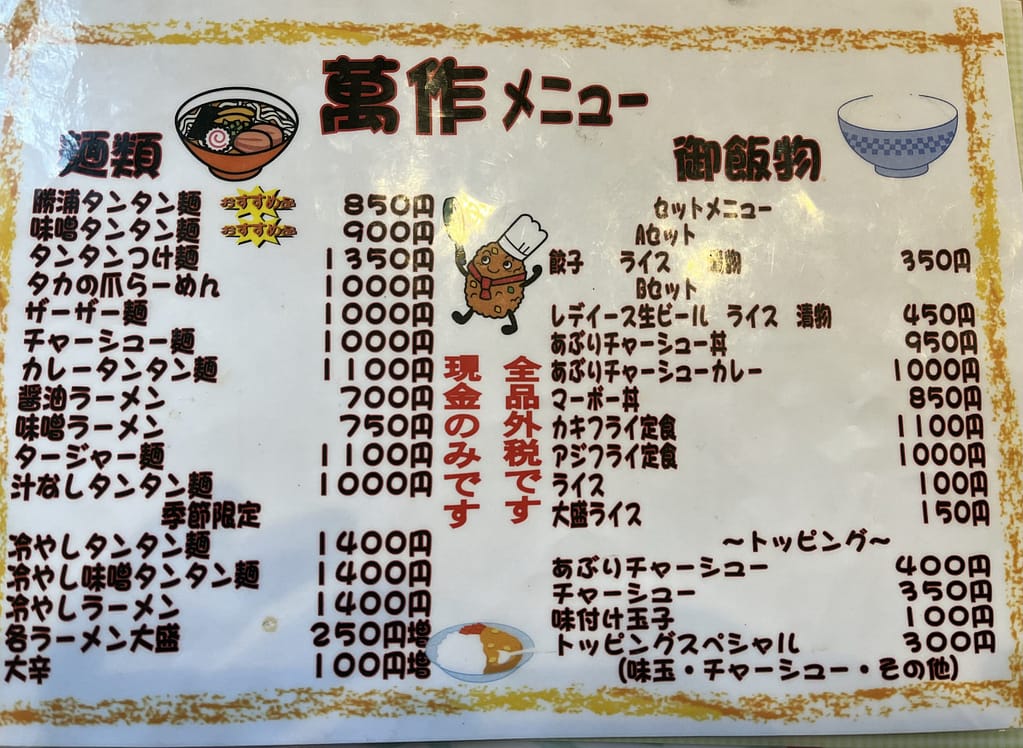 萬作メニュー
麺類
勝浦タンタン麺 おすすめ 850円
味噌タンタン麺 おすすめ 900円
タンタンつけ麺 1350円
タカの爪らーめん 1000円
ザーザー麺 1000円
チャーシュー麺 1000円
カレータンタン麺 1100円
醤油ラーメン 700円
味噌ラーメン 750円
タージャー麺 1100円
汁なしタンタン麺 1000円
季節限定
冷やしタンタン麺 1400円
冷やし味噌タンタン麺 1400円
冷やしラーメン 1400円
各ラーメン大盛 250円増
大辛 100円増
全品外税です
現金のみです
御飯物
セットメニュー
Aセット
餃子 ライス 漬物 350円
Bセット
レデイース生ビール ライス 漬物 450円
あぶりチャーシュー丼 950円
あぶりチャーシューカレー 1000円
マーボー丼 850円
カキフライ定食 1100円
アジフライ定食 1000円
ライス 100円
大盛ライス 150円
～トッピング～
あぶりチャーシュー 400円
チャーシュー 350円
味付け玉子 100円
トッピングスペシャル 300円
(味玉・チャーシュー・その他)